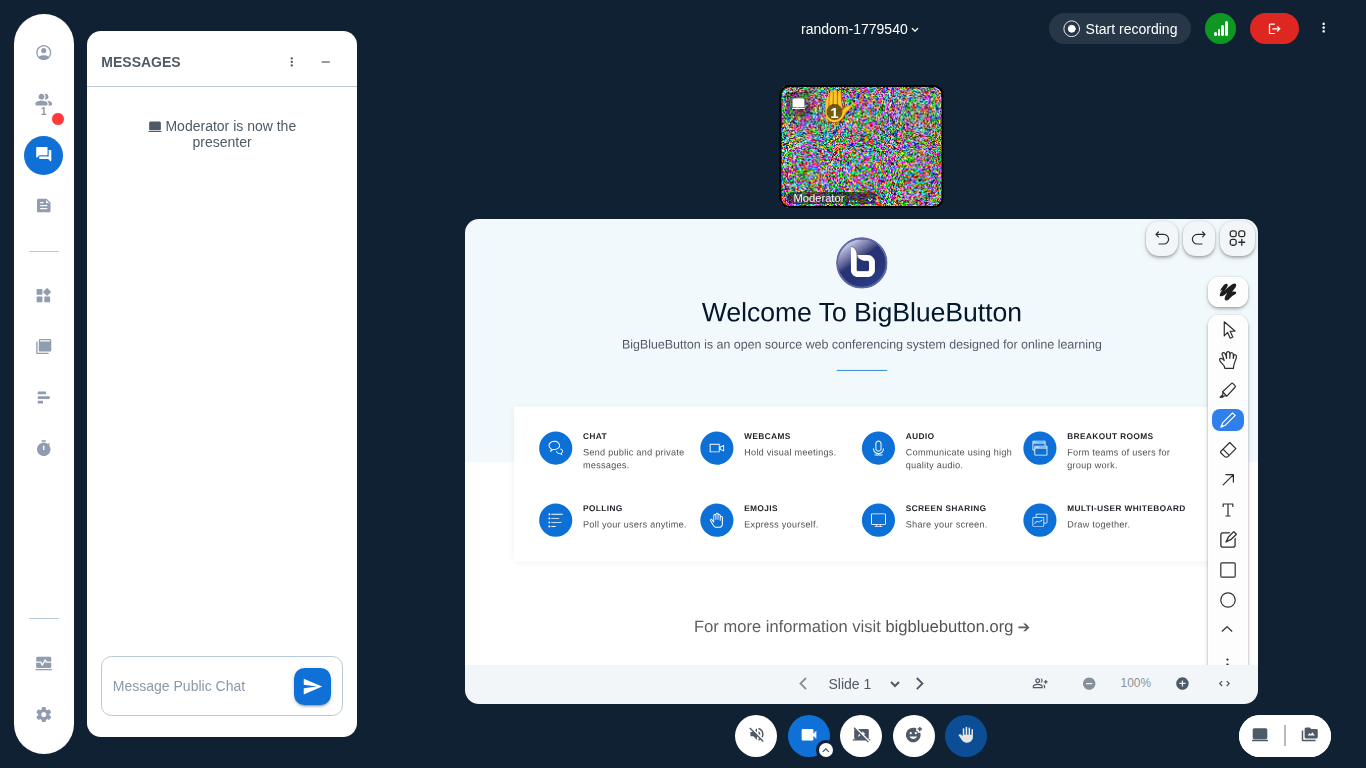 random-1779540
Start recording
MESSAGES
1
Moderator is now the
presenter
Message Public Chat
1
Moderator ...
Welcome To BigBlueButton
BigBlueButton is an open source web conferencing system designed for online learning
CHAT
Send public and private
messages.
WEBCAMS
Hold visual meetings.
AUDIO
Communicate using high
quality audio.
BREAKOUT ROOMS
Form teams of users for
group work.
POLLING
Poll your users anytime.
EMOJIS
Express yourself.
SCREEN SHARING
Share your screen.
MULTI-USER WHITEBOARD
Draw together.
For more information visit bigbluebutton.org →
Slide 1
100%